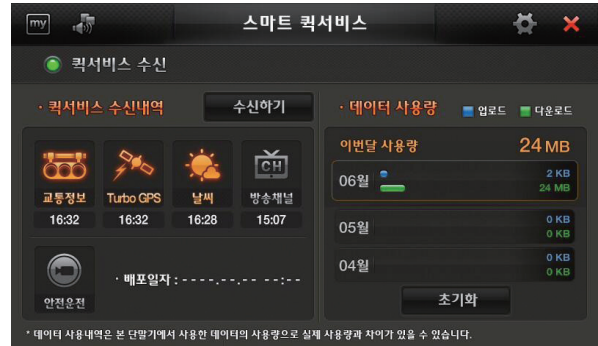 my 스마트 퀵서비스
퀵서비스 수신
· 퀵서비스 수신내역 수신하기
교통정보 Turbo GPS 날씨 CH 방송채널
16:32 16:32 16:28 15:07
안전운전 · 배포일자 : - - - - . - - . - - - - : - -
· 데이터 사용량 업로드 다운로드
이번달 사용량 24 MB
06월 2 KB
24 MB
05월 0 KB
0 KB
04월 0 KB
0 KB
초기화
* 데이터 사용내역은 본 단말기에서 사용한 데이터의 사용량으로 실제 사용량과 차이가 있을 수 있습니다.